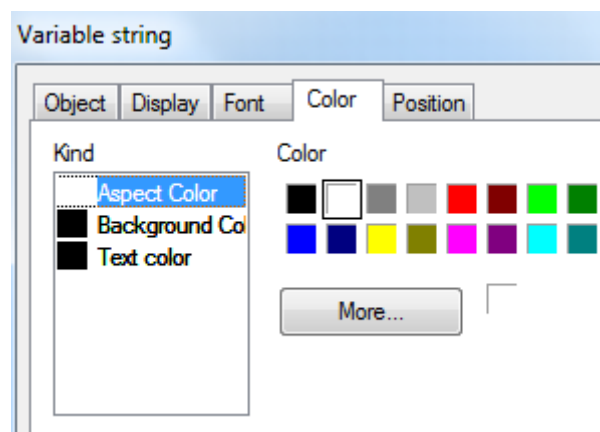 Variable string
Object Display Font Color Position
Kind Color
Aspect Color
Background Col
Text color
More...